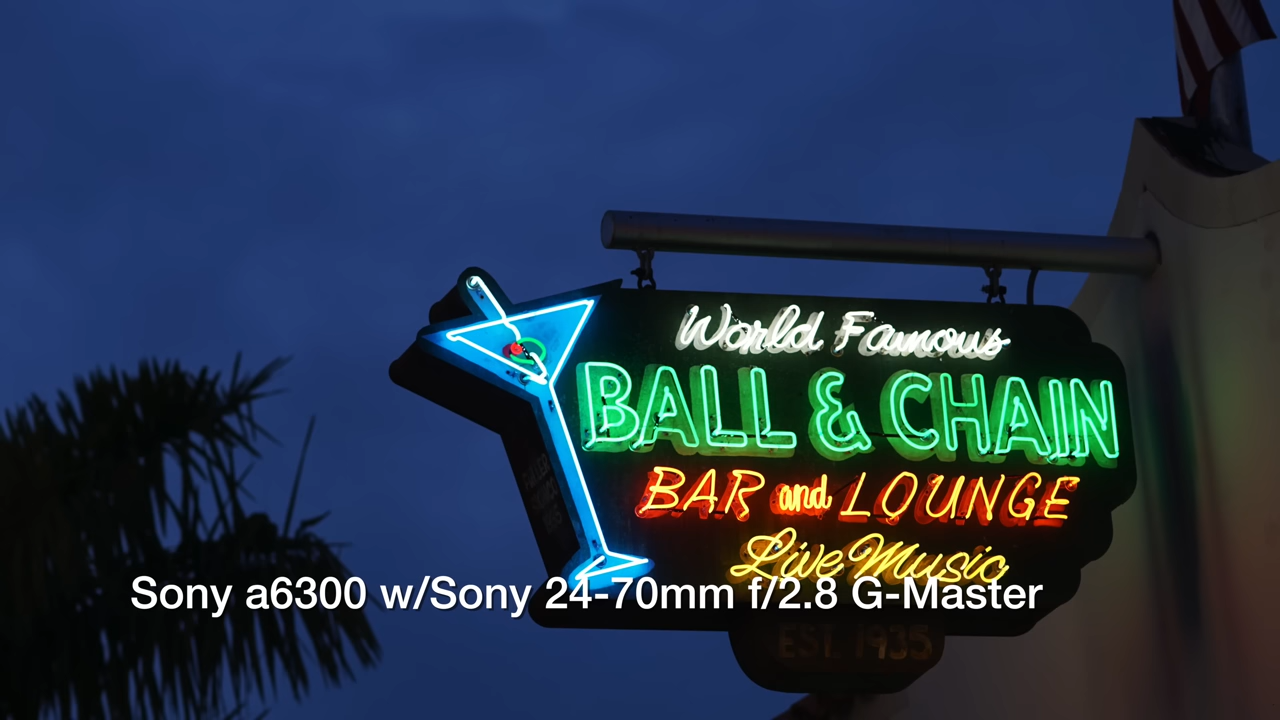 World Famous
BALL & CHAIN
BAR and LOUNGE
Live Music
Sony a6300 w/Sony 24-70mm f/2.8 G-Master
EST. 1935